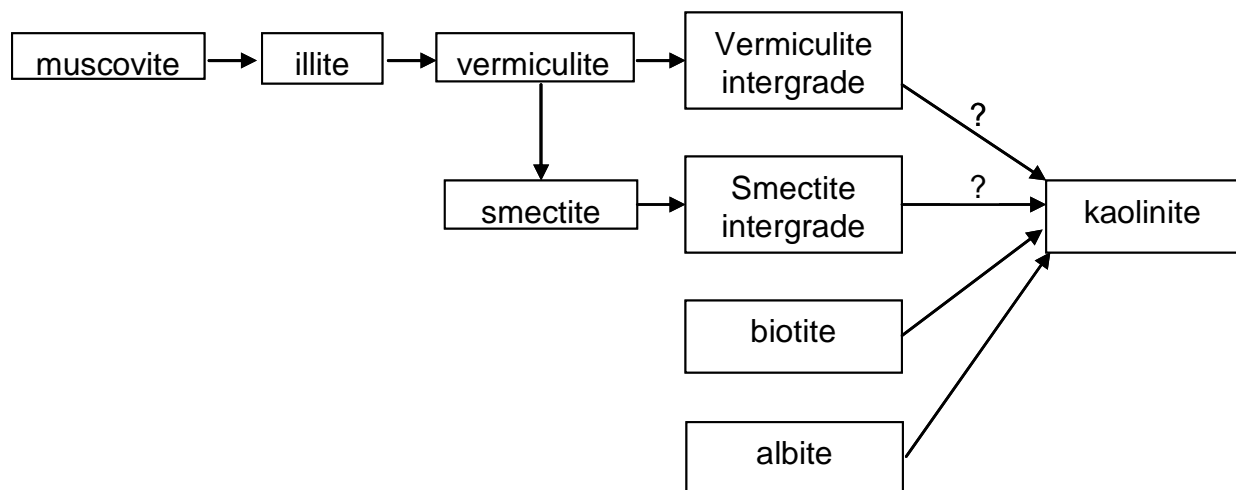 muscovite
illite
vermiculite
Vermiculite
intergrade
?
smectite
Smectite
intergrade
?
kaolinite
biotite
albite